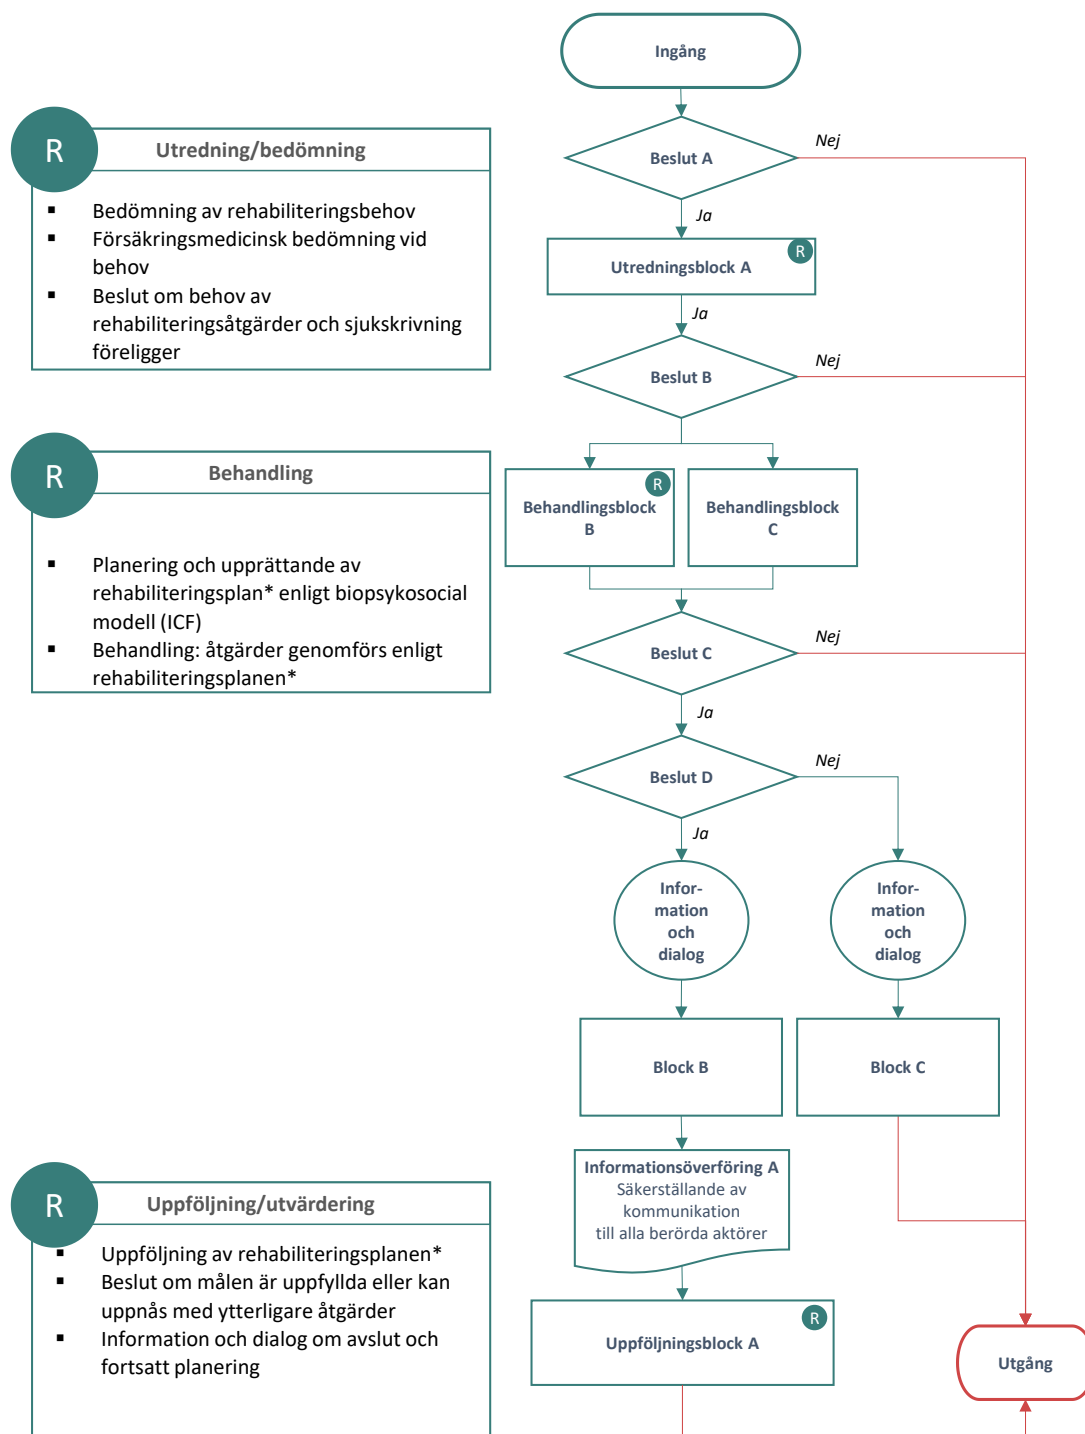 Ingång
Beslut A
Nej
Ja
R
Utredning/bedömning
▪ Bedömning av rehabiliteringsbehov
▪ Försäkringsmedicinsk bedömning vid
behov
▪ Beslut om behov av
rehabiliteringsåtgärder och sjukskrivning
föreligger
Utredningsblock A
R
Ja
Beslut B
Nej
R
Behandling
▪ Planering och upprättande av
rehabiliteringsplan* enligt biopsykosocial
modell (ICF)
▪ Behandling: åtgärder genomförs enligt
rehabiliteringsplanen*
Behandlingsblock
B
R
Behandlingsblock
C
Beslut C
Nej
Ja
Beslut D
Nej
Ja
Infor-
mation
och
dialog
Infor-
mation
och
dialog
Block B
Block C
Informationsöverföring A
Säkerställande av
kommunikation
till alla berörda aktörer
R
Uppföljning/utvärdering
▪ Uppföljning av rehabiliteringsplanen*
▪ Beslut om målen är uppfyllda eller kan
uppnås med ytterligare åtgärder
▪ Information och dialog om avslut och
fortsatt planering
Uppföljningsblock A
R
Utgång